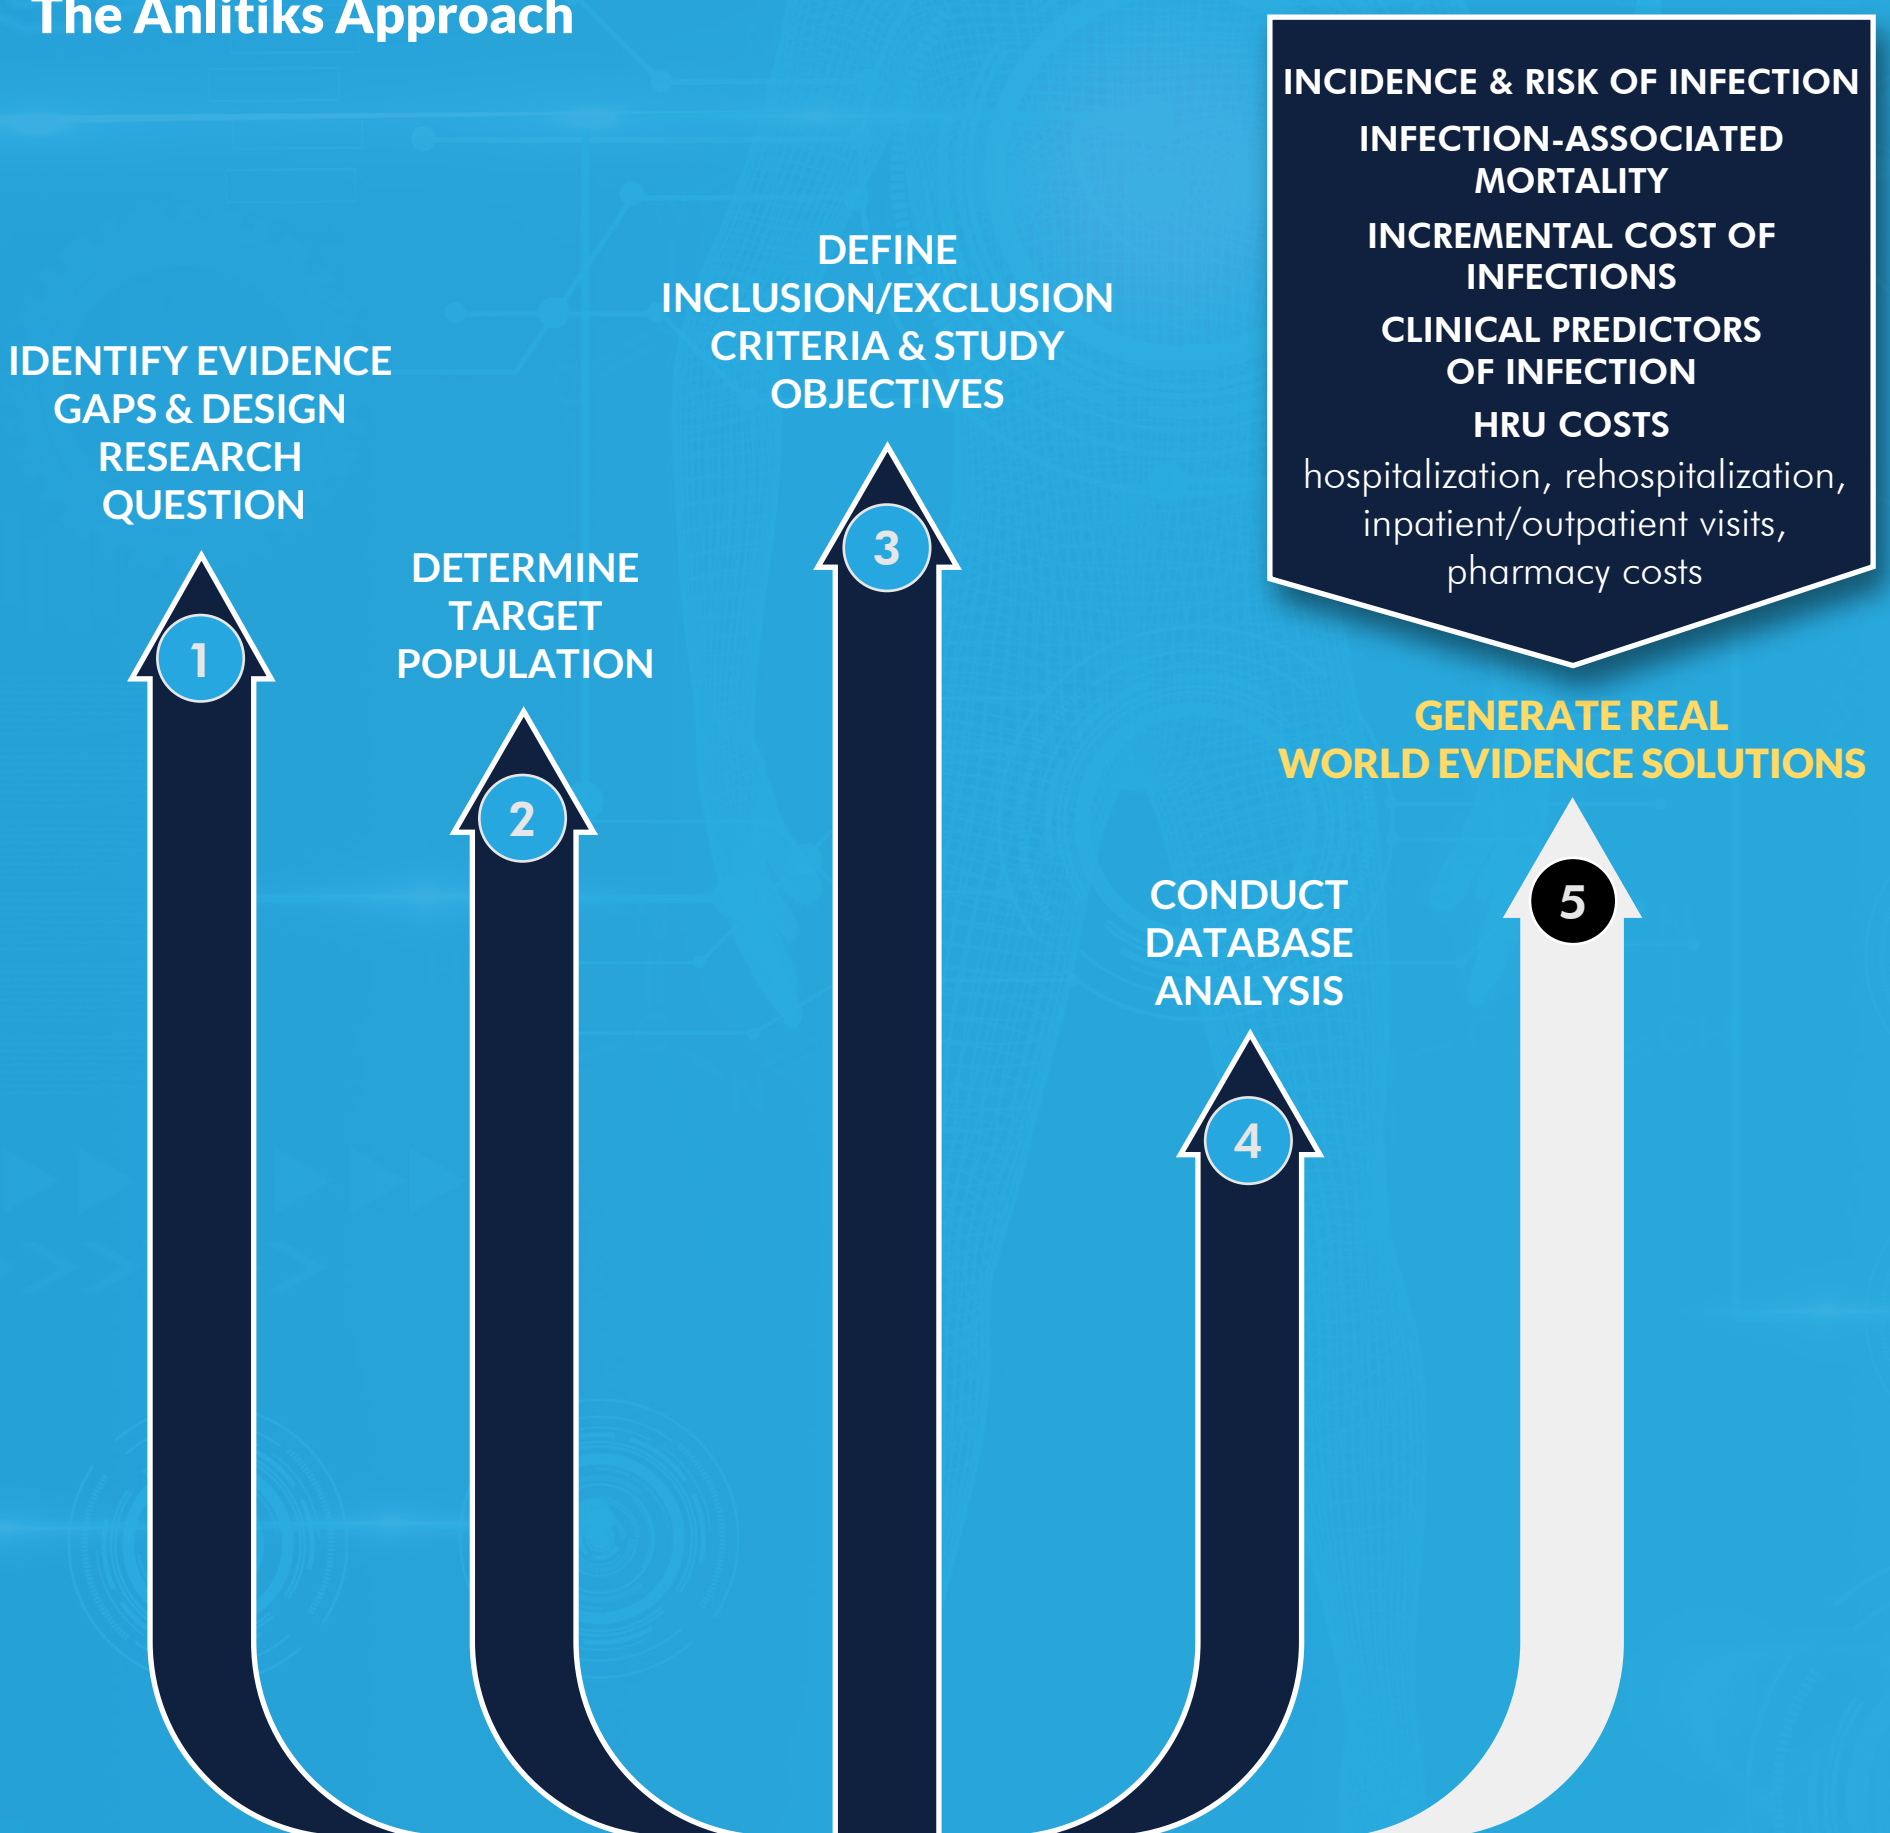 The Anlitiks Approach
IDENTIFY EVIDENCE
GAPS & DESIGN
RESEARCH
QUESTION
1
DETERMINE
TARGET
POPULATION
2
DEFINE
INCLUSION/EXCLUSION
CRITERIA & STUDY
OBJECTIVES
3
CONDUCT
DATABASE
ANALYSIS
4
INCIDENCE & RISK OF INFECTION
INFECTION-ASSOCIATED
MORTALITY
INCREMENTAL COST OF
INFECTIONS
CLINICAL PREDICTORS
OF INFECTION
HRU COSTS
hospitalization, rehospitalization,
inpatient/outpatient visits,
pharmacy costs
GENERATE REAL
WORLD EVIDENCE SOLUTIONS
5